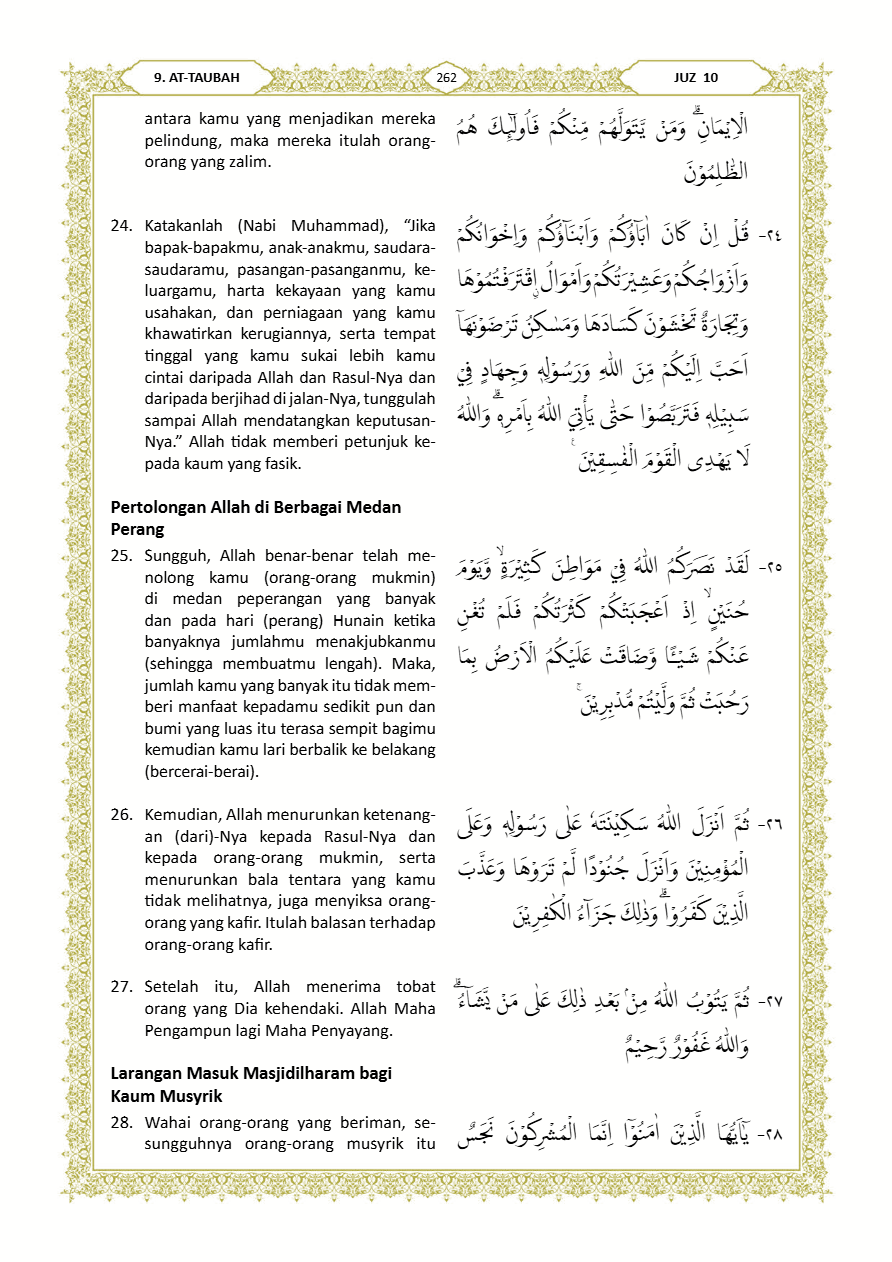 9. AT-TAUBAH
262
JUZ 10
antara kamu yang menjadikan mereka
pelindung, maka mereka itulah orang-
orang yang zalim.
الْاِيْمَانِۗ وَمَنْ يَّتَوَلَّهُمْ مِّنْكُمْ فَاُولٰۤىِٕكَ هُمُ
الظّٰلِمُوْنَ
24. Katakanlah (Nabi Muhammad), “Jika
bapak-bapakmu, anak-anakmu, saudara-
saudaramu, pasangan-pasanganmu, ke-
luargamu, harta kekayaan yang kamu
usahakan, dan perniagaan yang kamu
khawatirkan kerugiannya, serta tempat
tinggal yang kamu sukai lebih kamu
cintai daripada Allah dan Rasul-Nya dan
daripada berjihad di jalan-Nya, tunggulah
sampai Allah mendatangkan keputusan-
Nya.” Allah tidak memberi petunjuk ke-
pada kaum yang fasik.
٢٤- قُلْ اِنْ كَانَ اٰبَاۤؤُكُمْ وَاَبْنَاۤؤُكُمْ وَاِخْوَانُكُمْ
وَاَزْوَاجُكُمْ وَعَشِيْرَتُكُمْ وَاَمْوَالُ ِۨاقْتَرَفْتُمُوْهَا
وَتِجَارَةٌ تَخْشَوْنَ كَسَادَهَا وَمَسٰكِنُ تَرْضَوْنَهَآ
اَحَبَّ اِلَيْكُمْ مِّنَ اللّٰهِ وَرَسُوْلِهٖ وَجِهَادٍ فِيْ
سَبِيْلِهٖ فَتَرَبَّصُوْا حَتّٰى يَأْتِيَ اللّٰهُ بِاَمْرِهٖۗ وَاللّٰهُ
لَا يَهْدِى الْقَوْمَ الْفٰسِقِيْنَ ࣖ
Pertolongan Allah di Berbagai Medan
Perang
25. Sungguh, Allah benar-benar telah me-
nolong kamu (orang-orang mukmin)
di medan peperangan yang banyak
dan pada hari (perang) Hunain ketika
banyaknya jumlahmu menakjubkanmu
(sehingga membuatmu lengah). Maka,
jumlah kamu yang banyak itu tidak mem-
beri manfaat kepadamu sedikit pun dan
bumi yang luas itu terasa sempit bagimu
kemudian kamu lari berbalik ke belakang
(bercerai-berai).
٢٥- لَقَدْ نَصَرَكُمُ اللّٰهُ فِيْ مَوَاطِنَ كَثِيْرَةٍۙ وَّيَوْمَ
حُنَيْنٍۙ اِذْ اَعْجَبَتْكُمْ كَثْرَتُكُمْ فَلَمْ تُغْنِ
عَنْكُمْ شَيْـًٔا وَّضَاقَتْ عَلَيْكُمُ الْاَرْضُ بِمَا
رَحُبَتْ ثُمَّ وَلَّيْتُمْ مُّدْبِرِيْنَۚ
26. Kemudian, Allah menurunkan ketenang-
an (dari)-Nya kepada Rasul-Nya dan
kepada orang-orang mukmin, serta
menurunkan bala tentara yang kamu
tidak melihatnya, juga menyiksa orang-
orang yang kafir. Itulah balasan terhadap
orang-orang kafir.
٢٦- ثُمَّ اَنْزَلَ اللّٰهُ سَكِيْنَتَهٗ عَلٰى رَسُوْلِهٖ وَعَلَى
الْمُؤْمِنِيْنَ وَاَنْزَلَ جُنُوْدًا لَّمْ تَرَوْهَا وَعَذَّبَ
الَّذِيْنَ كَفَرُوْاۗ وَذٰلِكَ جَزَاۤءُ الْكٰفِرِيْنَ
27. Setelah itu, Allah menerima tobat
orang yang Dia kehendaki. Allah Maha
Pengampun lagi Maha Penyayang.
٢٧- ثُمَّ يَتُوْبُ اللّٰهُ مِنْۢ بَعْدِ ذٰلِكَ عَلٰى مَنْ يَّشَاۤءُۗ
وَاللّٰهُ غَفُوْرٌ رَّحِيْمٌ
Larangan Masuk Masjidilharam bagi
Kaum Musyrik
28. Wahai orang-orang yang beriman, se-
sungguhnya orang-orang musyrik itu
٢٨- يٰٓاَيُّهَا الَّذِيْنَ اٰمَنُوْٓا اِنَّمَا الْمُشْرِكُوْنَ نَجَسٌ